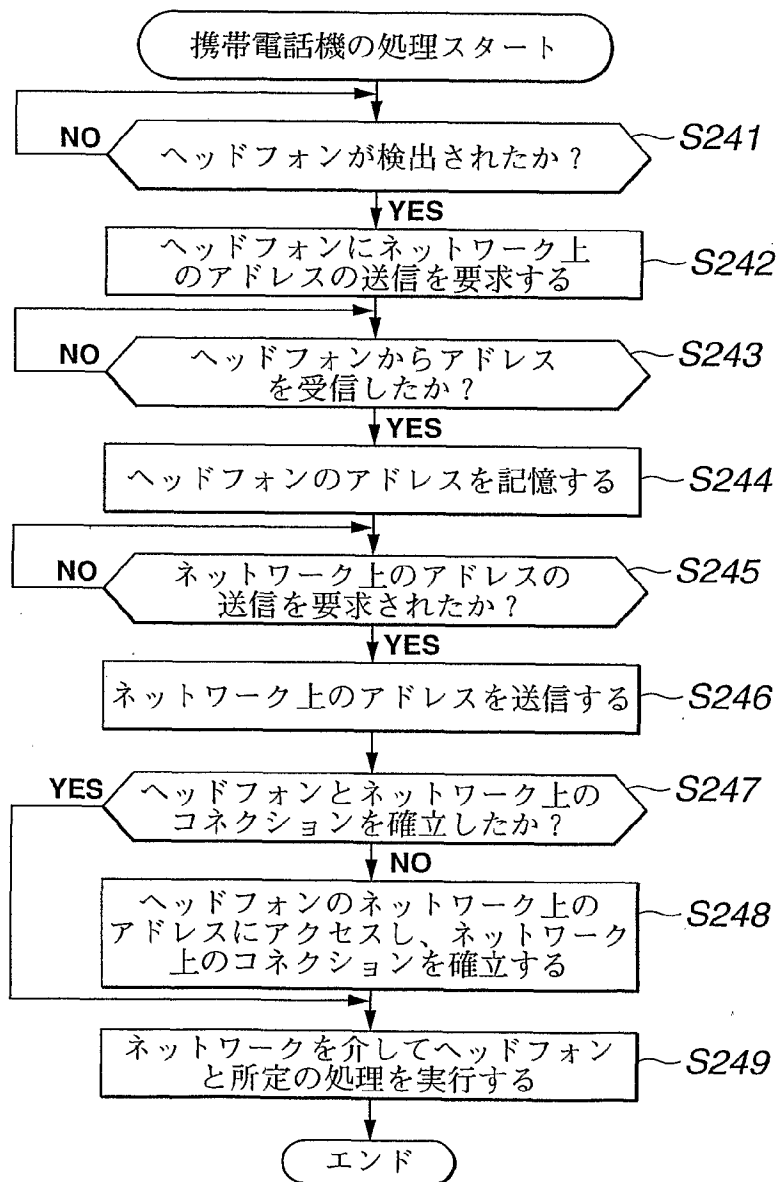 携帯電話機の処理スタート
NO
ヘッドフォンが検出されたか？
S241
YES
ヘッドフォンにネットワーク上
のアドレスの送信を要求する
S242
NO
ヘッドフォンからアドレス
を受信したか？
S243
YES
ヘッドフォンのアドレスを記憶する
S244
NO
ネットワーク上のアドレスの
送信を要求されたか？
S245
YES
ネットワーク上のアドレスを送信する
S246
YES
ヘッドフォンとネットワーク上の
コネクションを確立したか？
S247
NO
ヘッドフォンのネットワーク上の
アドレスにアクセスし、ネットワーク
上のコネクションを確立する
S248
ネットワークを介してヘッドフォン
と所定の処理を実行する
S249
エンド